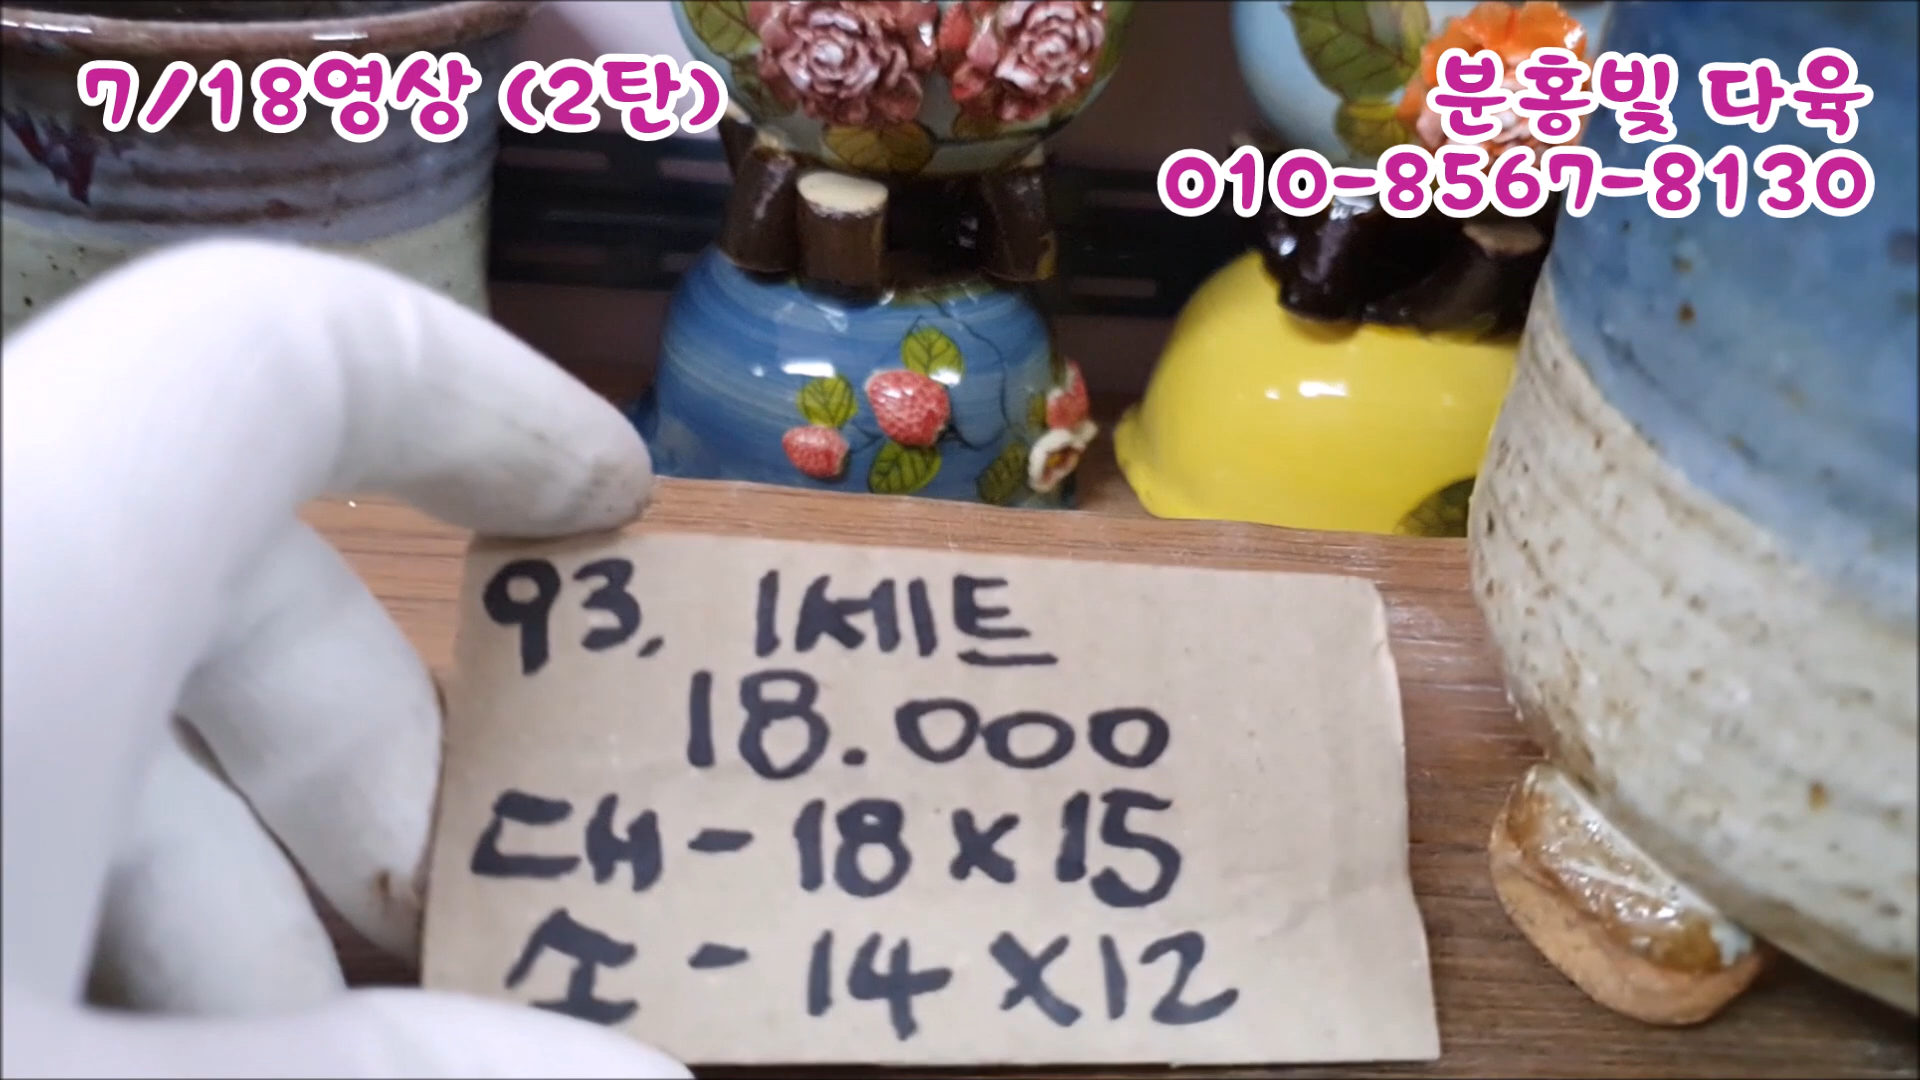 7/18영상 (2탄)
분홍빛 다육
010-8567-8130
93. 1세트
18.000
대-18x15
소-14x12